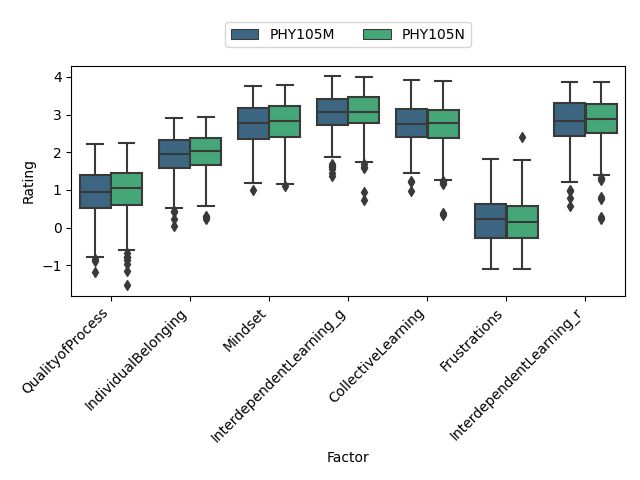 PHY105M PHY105N
4
3
2
1
0
−1
Rating
QualityofProcess
IndividualBelonging
Mindset
InterdependentLearning_g
CollectiveLearning
Frustrations
InterdependentLearning_r
Factor